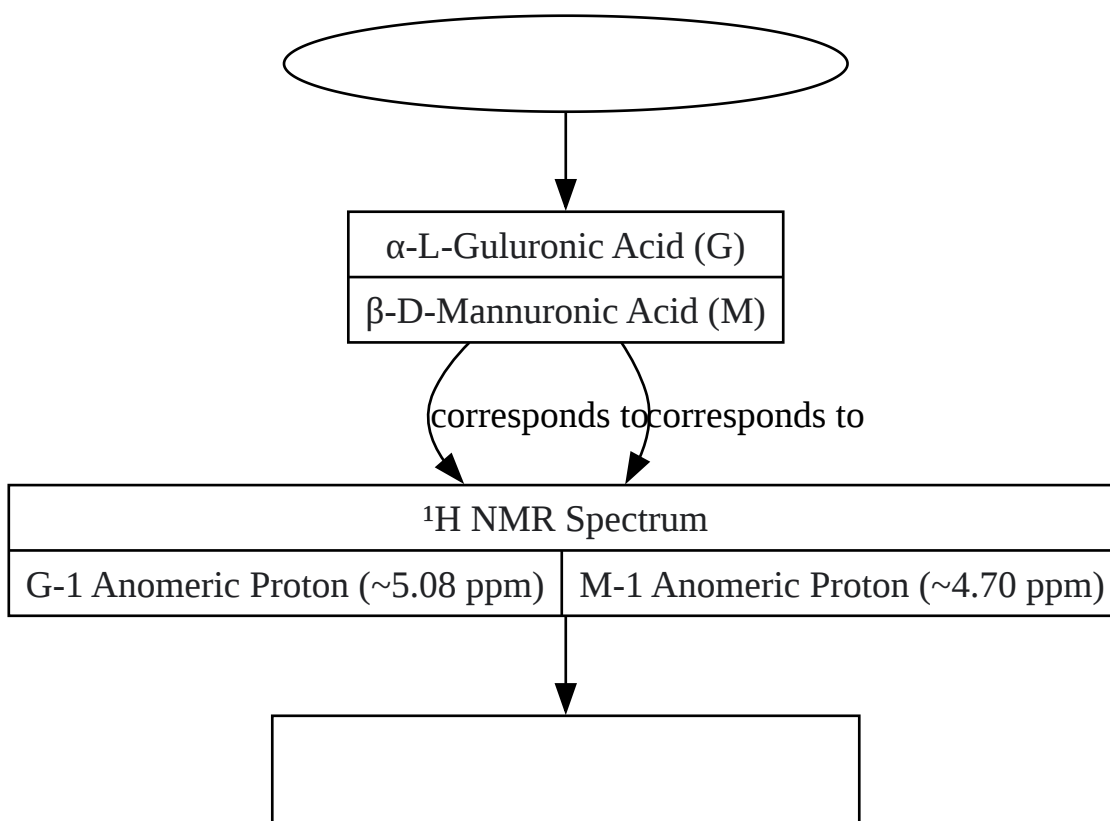 α-L-Guluronic Acid (G)
β-D-Mannuronic Acid (M)
corresponds to
corresponds to
¹H NMR Spectrum
G-1 Anomeric Proton (~5.08 ppm)
M-1 Anomeric Proton (~4.70 ppm)